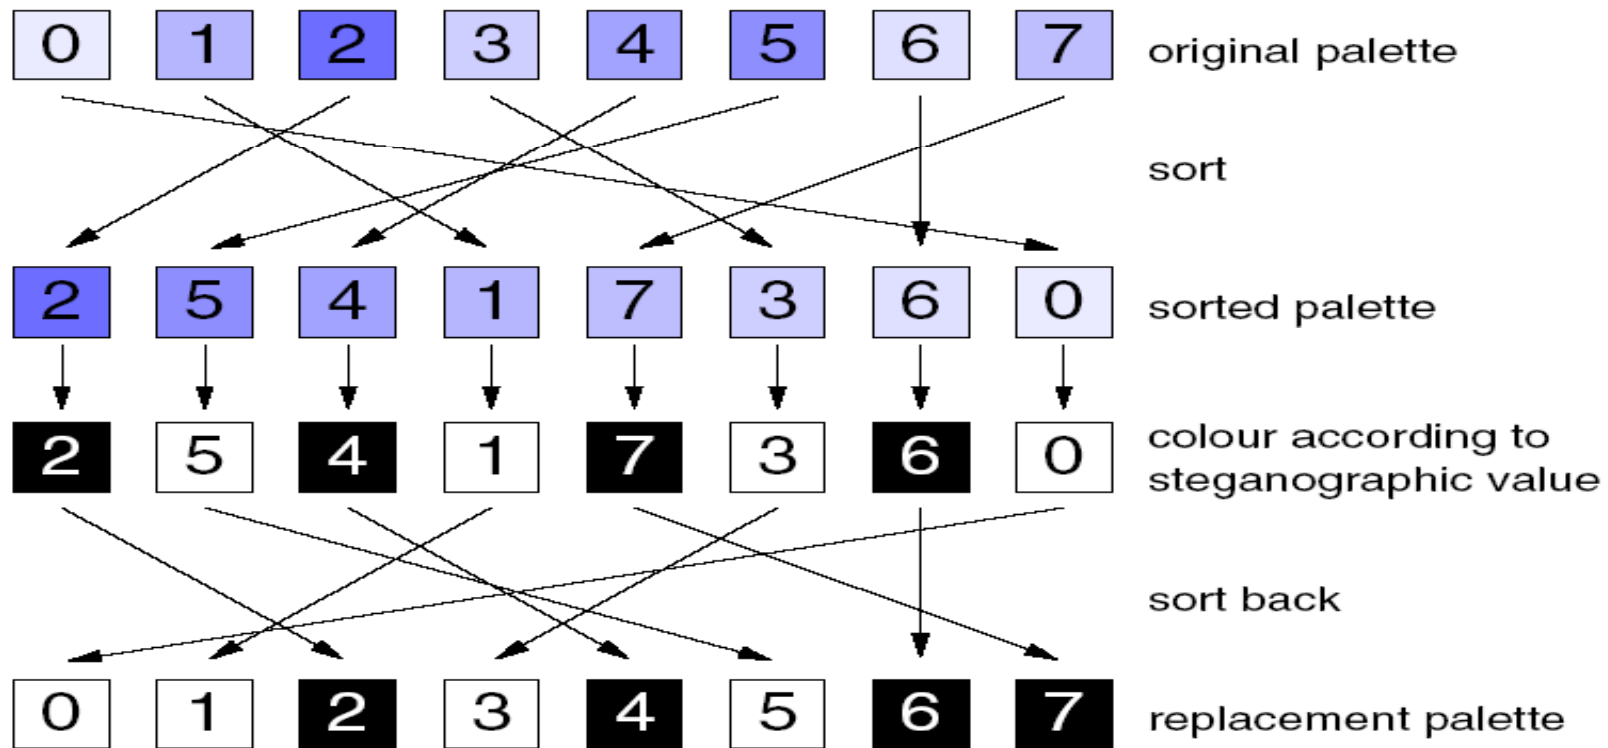 0 1 2 3 4 5 6 7 original palette
sort
2 5 4 1 7 3 6 0 sorted palette
2 5 4 1 7 3 6 0 colour according to
steganographic value
sort back
0 1 2 3 4 5 6 7 replacement palette